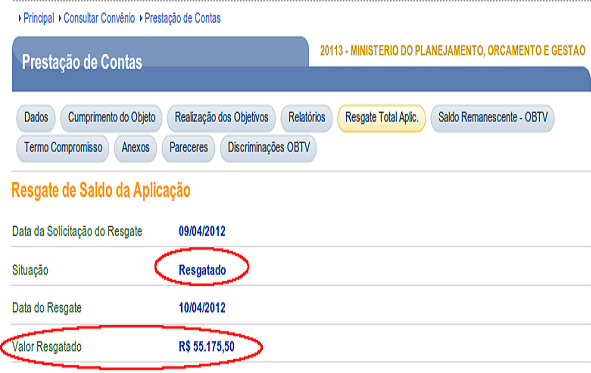 Principal Consultar Convênio Prestação de Contas
20113 - MINISTERIO DO PLANEJAMENTO, ORCAMENTO E GESTAO
Prestação de Contas
Dados Cumprimento do Objeto Realização dos Objetivos Relatórios Resgate Total Aplic. Saldo Remanescente - OBTV
Termo Compromisso Anexos Pareceres Discriminações OBTV
Resgate de Saldo da Aplicação
Data da Solicitação do Resgate 09/04/2012
Situação Resgatado
Data do Resgate 10/04/2012
Valor Resgatado R$ 55.175,50